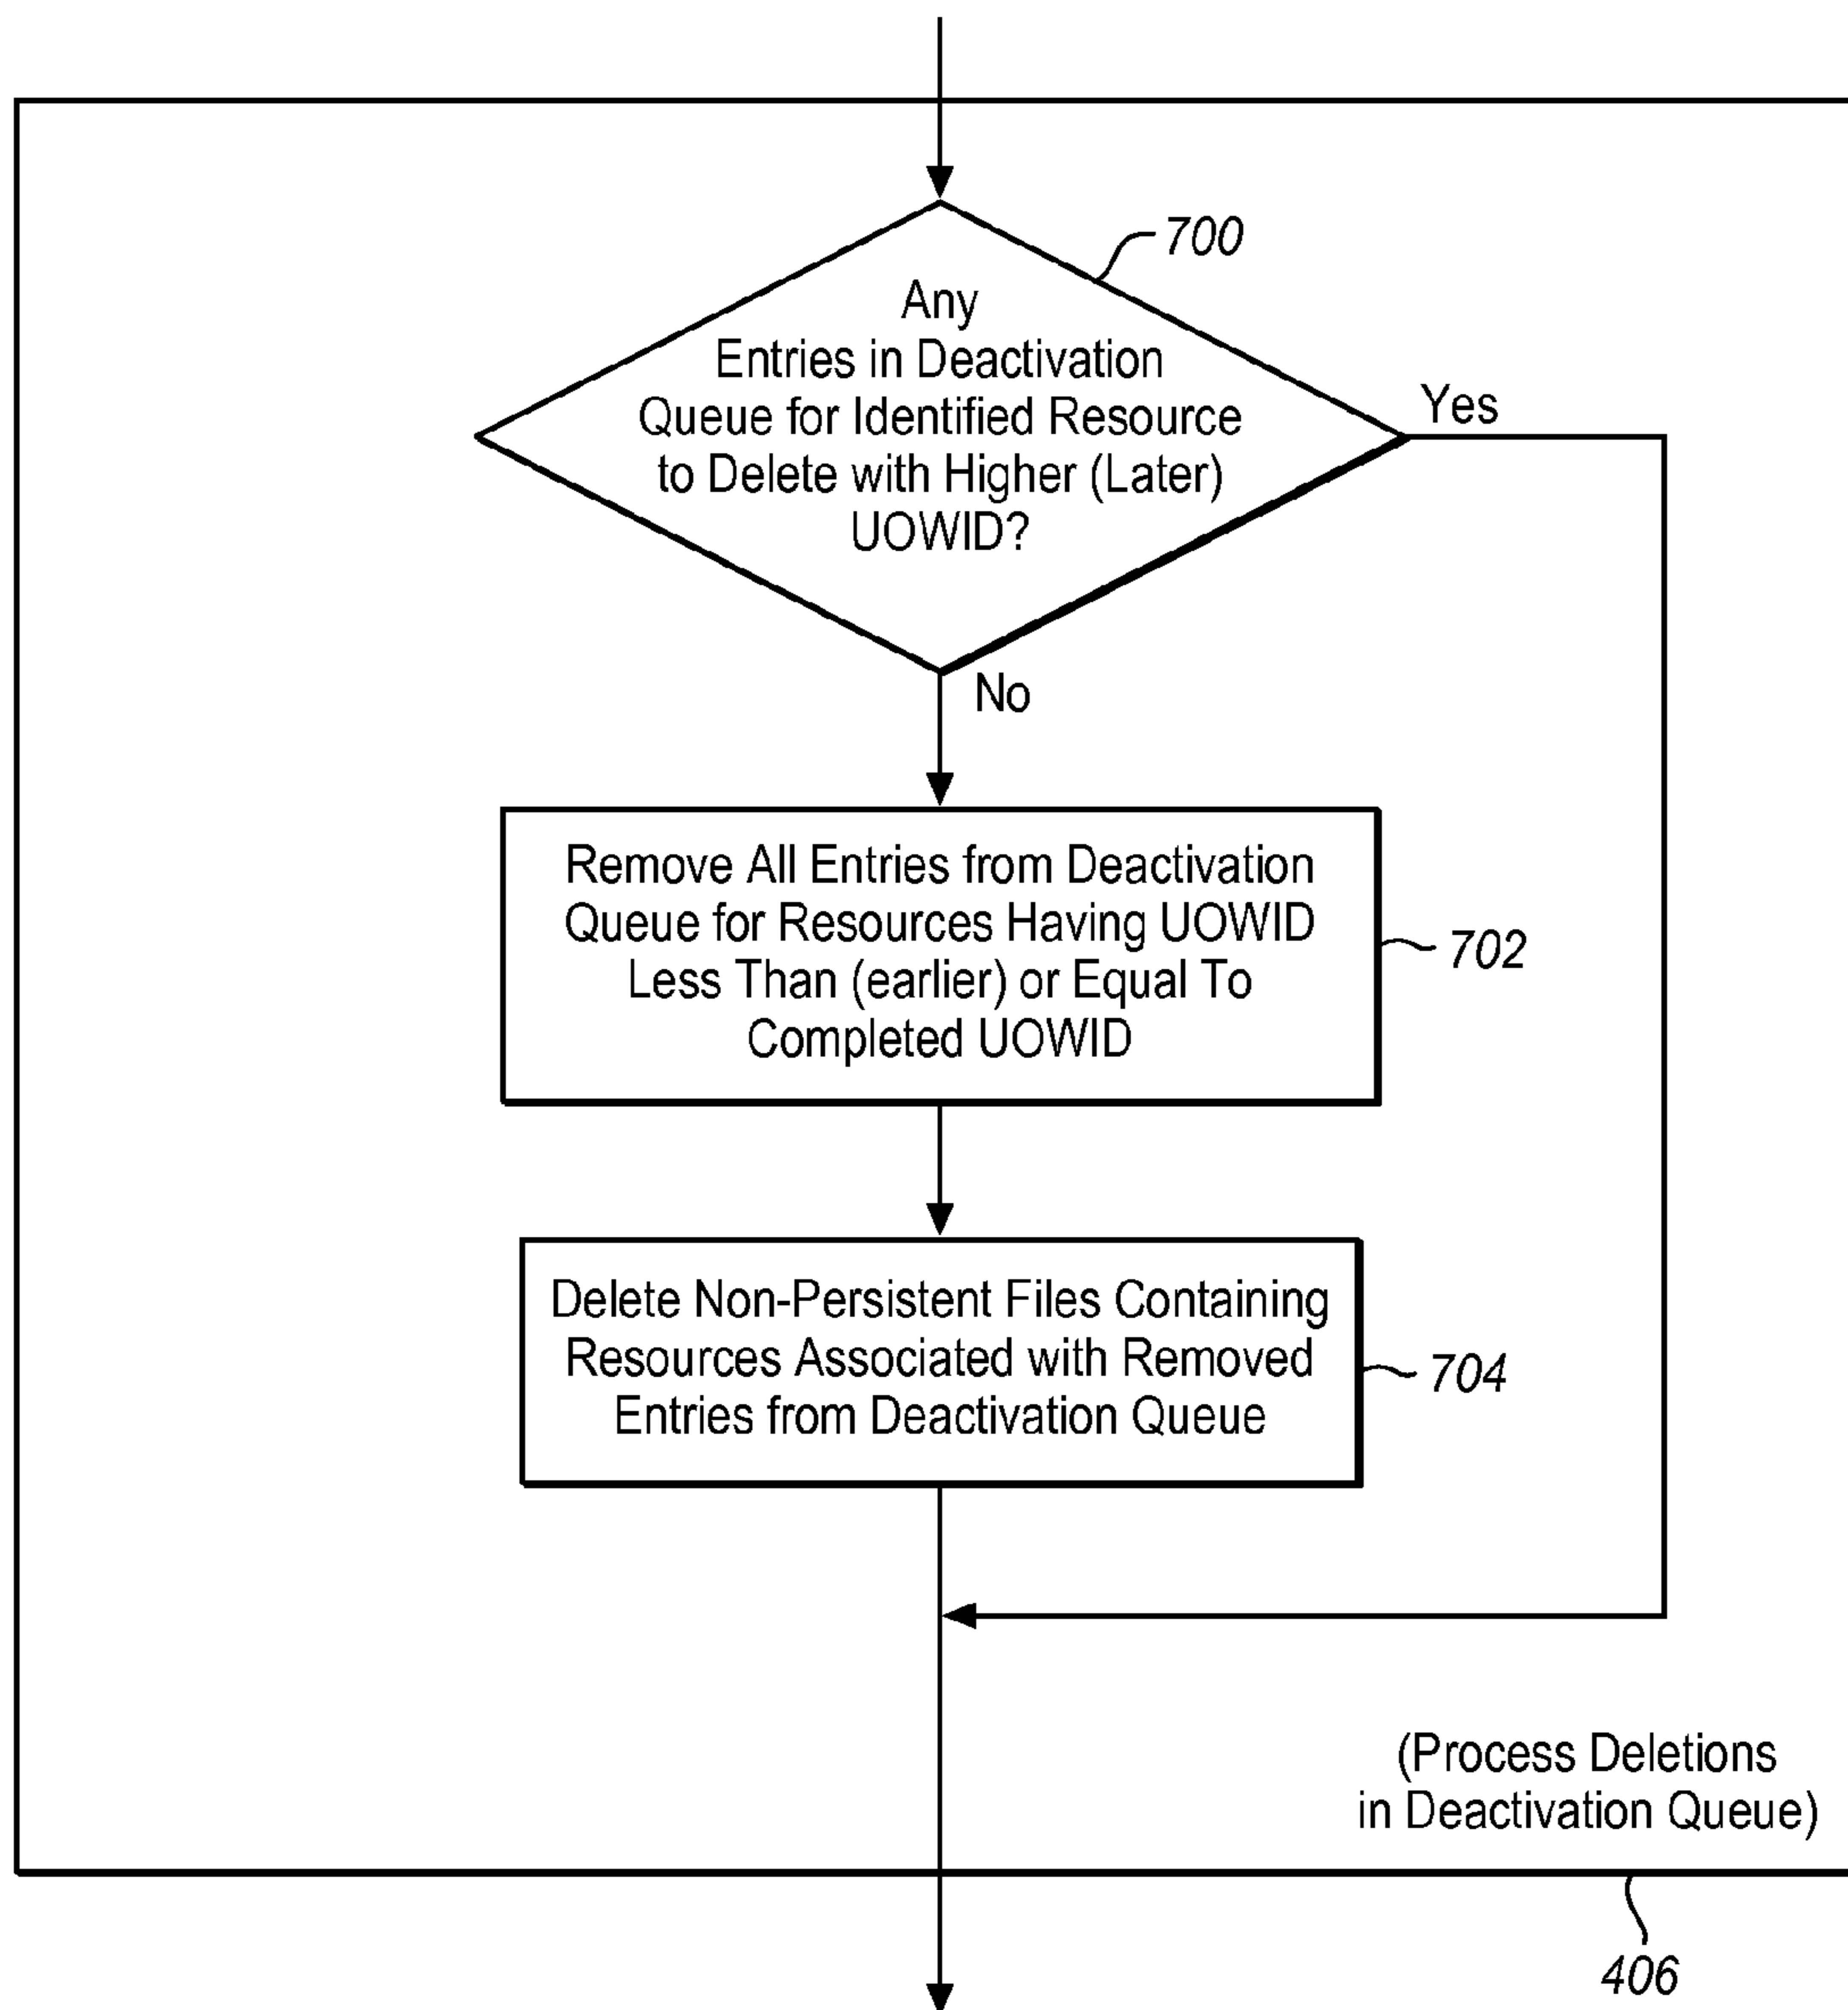 700
Any
Entries in Deactivation
Queue for Identified Resource
to Delete with Higher (Later)
UOWID?
Yes
No
Remove All Entries from Deactivation
Queue for Resources Having UOWID
Less Than (earlier) or Equal To
Completed UOWID
702
Delete Non-Persistent Files Containing
Resources Associated with Removed
Entries from Deactivation Queue
704
(Process Deletions
in Deactivation Queue)
406